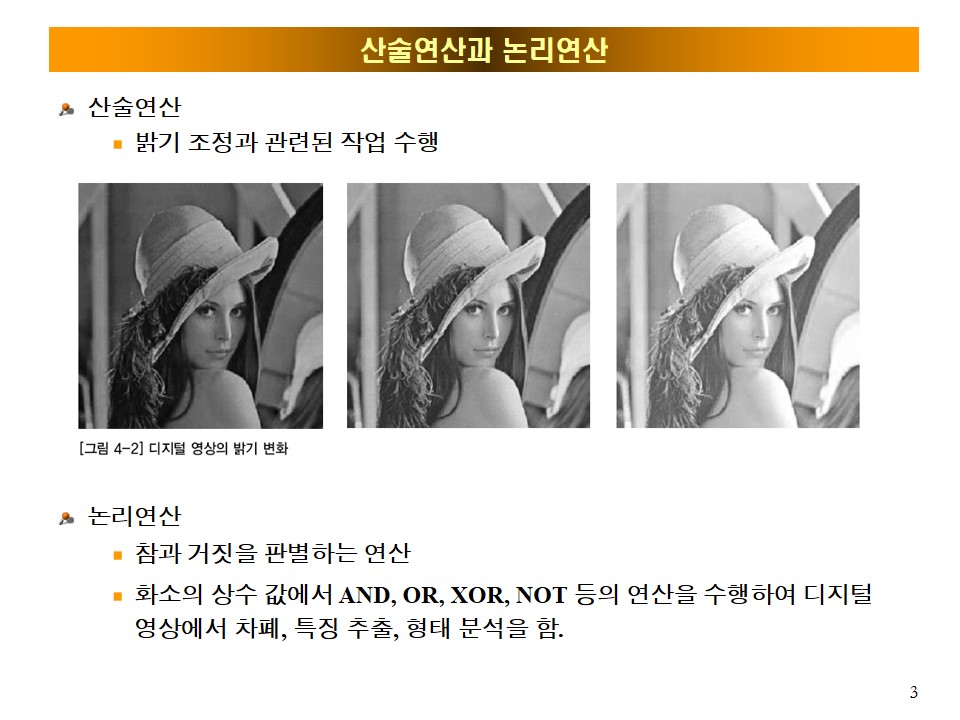 산술연산과 논리연산
산술연산
밝기 조정과 관련된 작업 수행
[그림 4-2] 디지털 영상의 밝기 변화
논리연산
참과 거짓을 판별하는 연산
화소의 상수 값에서 AND, OR, XOR, NOT 등의 연산을 수행하여 디지털
영상에서 차폐, 특징 추출, 형태 분석을 함.
3